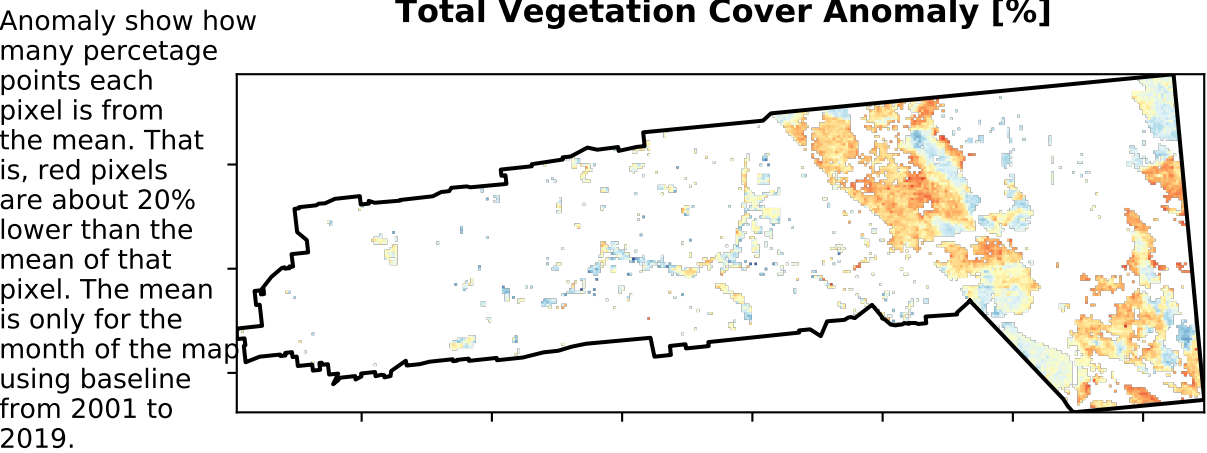 Total Vegetation Cover Anomaly [%]
Anomaly show how
many percetage
points each
pixel is from
the mean. That
is, red pixels
are about 20%
lower than the
mean of that
pixel. The mean
is only for the
month of the map
using baseline
from 2001 to
2019.